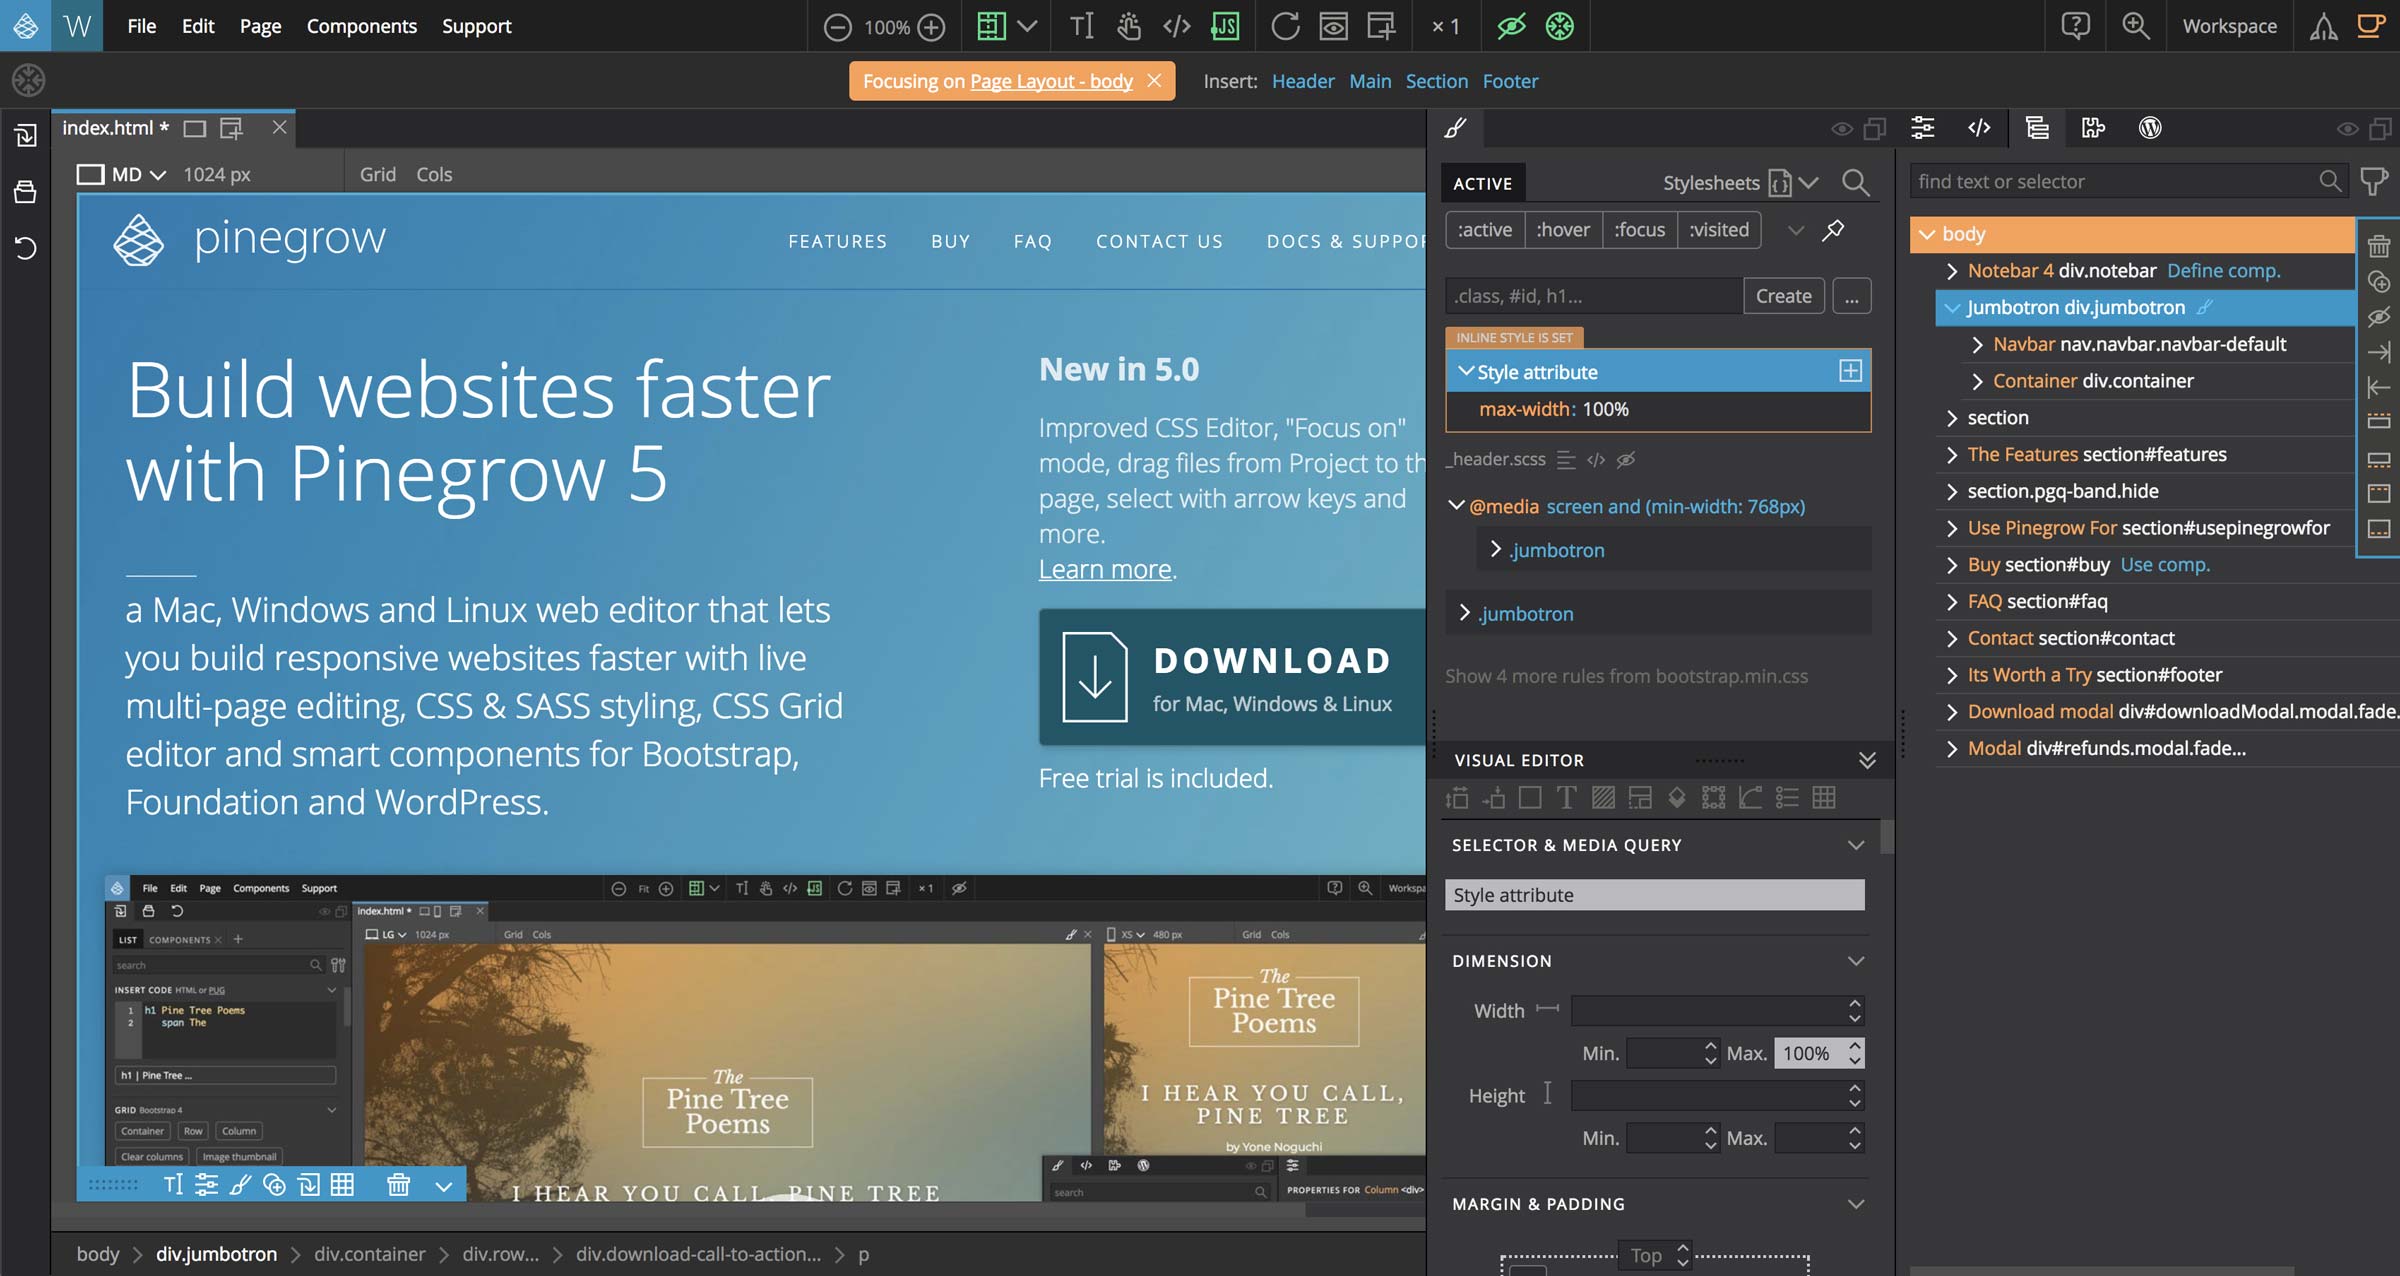 W File Edit Page Components Support 100% JS × 1 Workspace
Focusing on Page Layout - body Insert: Header Main Section Footer
index.html *
MD 1024 px Grid Cols
pinegrow FEATURES BUY FAQ CONTACT US DOCS & SUPPOR
Build websites faster
with Pinegrow 5
a Mac, Windows and Linux web editor that lets
you build responsive websites faster with live
multi-page editing, CSS & SASS styling, CSS Grid
editor and smart components for Bootstrap,
Foundation and WordPress.
New in 5.0
Improved CSS Editor, "Focus on"
mode, drag files from Project to th
page, select with arrow keys and
more.
Learn more.
DOWNLOAD
for Mac, Windows & Linux
Free trial is included.
File Edit Page Components Support Fit JS × 1 Workspa
index.html *
LIST COMPONENTS
LG 1024 px Grid Cols
XS 480 px Grid Cols
search
INSERT CODE HTML or PUG
1 h1 Pine Tree Poems
2 span The
h1 | Pine Tree ...
GRID Bootstrap 4
Container Row Column
Clear columns Image thumbnail
The
Pine Tree
Poems
I HEAR YOU CALL, PINE TREE
The
Pine Tree
Poems
I HEAR YOU CALL,
PINE TREE
by Yone Noguchi
search
PROPERTIES FOR Column <div>
body div.jumbotron div.container div.row... div.download-call-to-action... p
ACTIVE Stylesheets
:active :hover :focus :visited
.class, #id, h1... Create ...
INLINE STYLE IS SET
Style attribute
max-width: 100%
_header.scss
@media screen and (min-width: 768px)
.jumbotron
.jumbotron
Show 4 more rules from bootstrap.min.css
VISUAL EDITOR
SELECTOR & MEDIA QUERY
Style attribute
DIMENSION
Width
Min. Max. 100%
Height
Min. Max.
MARGIN & PADDING
Top
find text or selector
body
Notebar 4 div.notebar Define comp.
Jumbotron div.jumbotron
Navbar nav.navbar.navbar-default
Container div.container
section
The Features section#features
section.pgq-band.hide
Use Pinegrow For section#usepinegrowfor
Buy section#buy Use comp.
FAQ section#faq
Contact section#contact
Its Worth a Try section#footer
Download modal div#downloadModal.modal.fade.
Modal div#refunds.modal.fade...